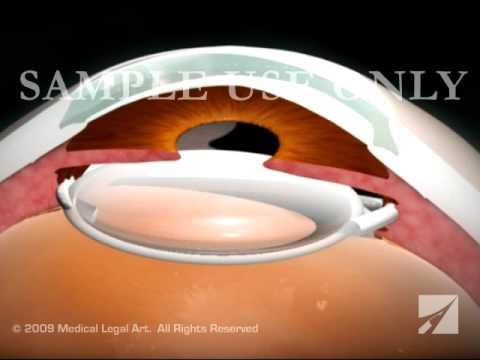 SAMPLE USE ONLY
© 2009 Medical Legal Art.  All Rights Reserved